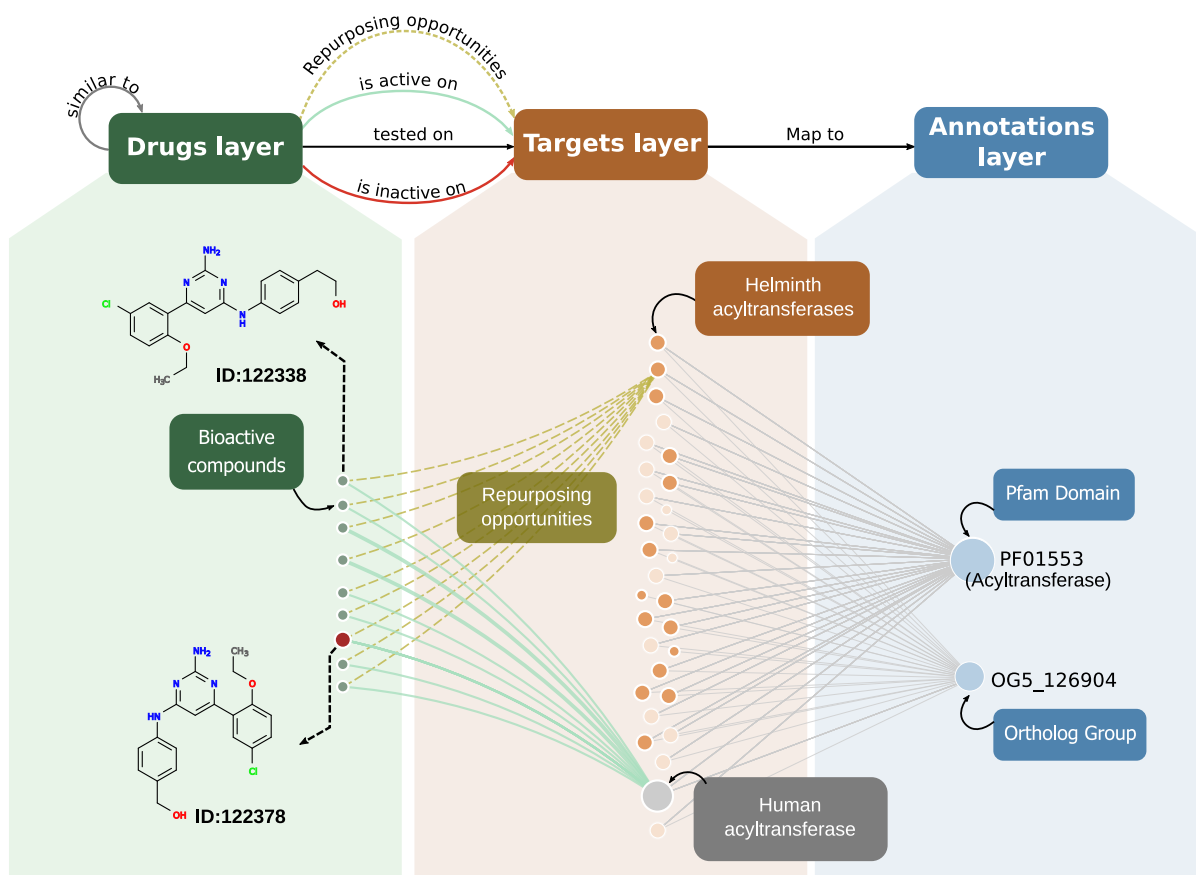 Repurposing opportunities
similar to
is active on
Drugs layer
tested on
Targets layer
Map to
Annotations
layer
is inactive on
NH₂
N
N
Cl
N
H
OH
O
H₃C
ID:122338
Helminth
acyltransferases
Bioactive
compounds
Repurposing
opportunities
Pfam Domain
PF01553
(Acyltransferase)
OG5_126904
Ortholog Group
NH₂
CH₃
N
N
O
HN
Cl
OH
ID:122378
Human
acyltransferase